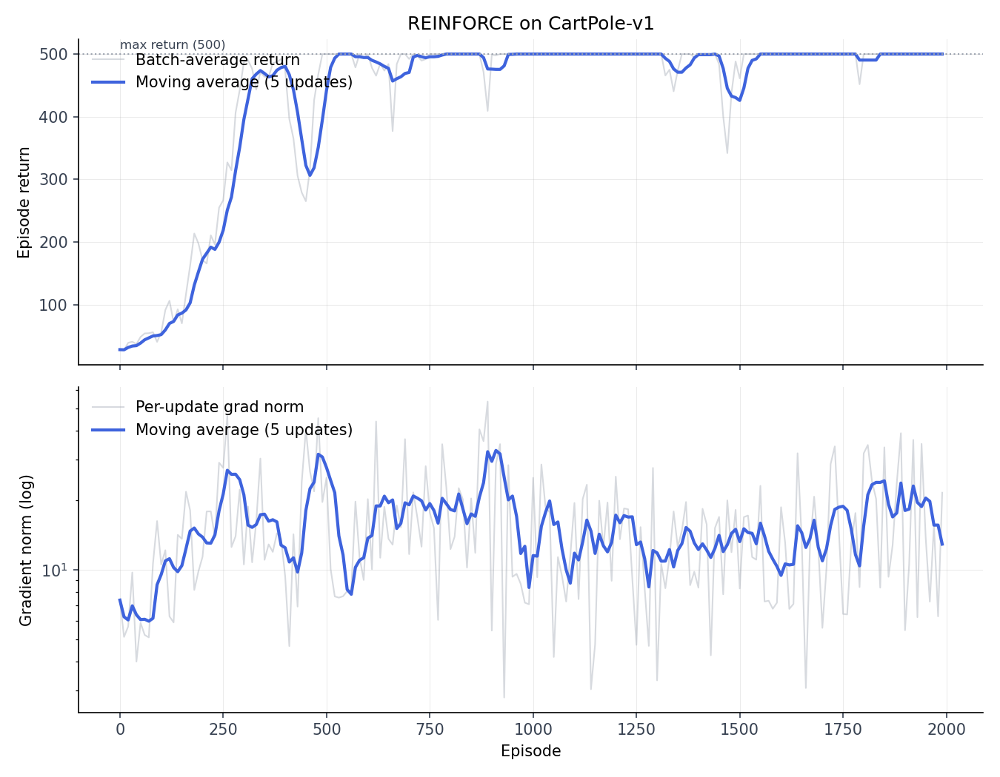 REINFORCE on CartPole-v1
max return (500)
Batch-average return
Moving average (5 updates)
Episode return
500
400
300
200
100
Per-update grad norm
Moving average (5 updates)
Gradient norm (log)
10¹
0 250 500 750 1000 1250 1500 1750 2000
Episode